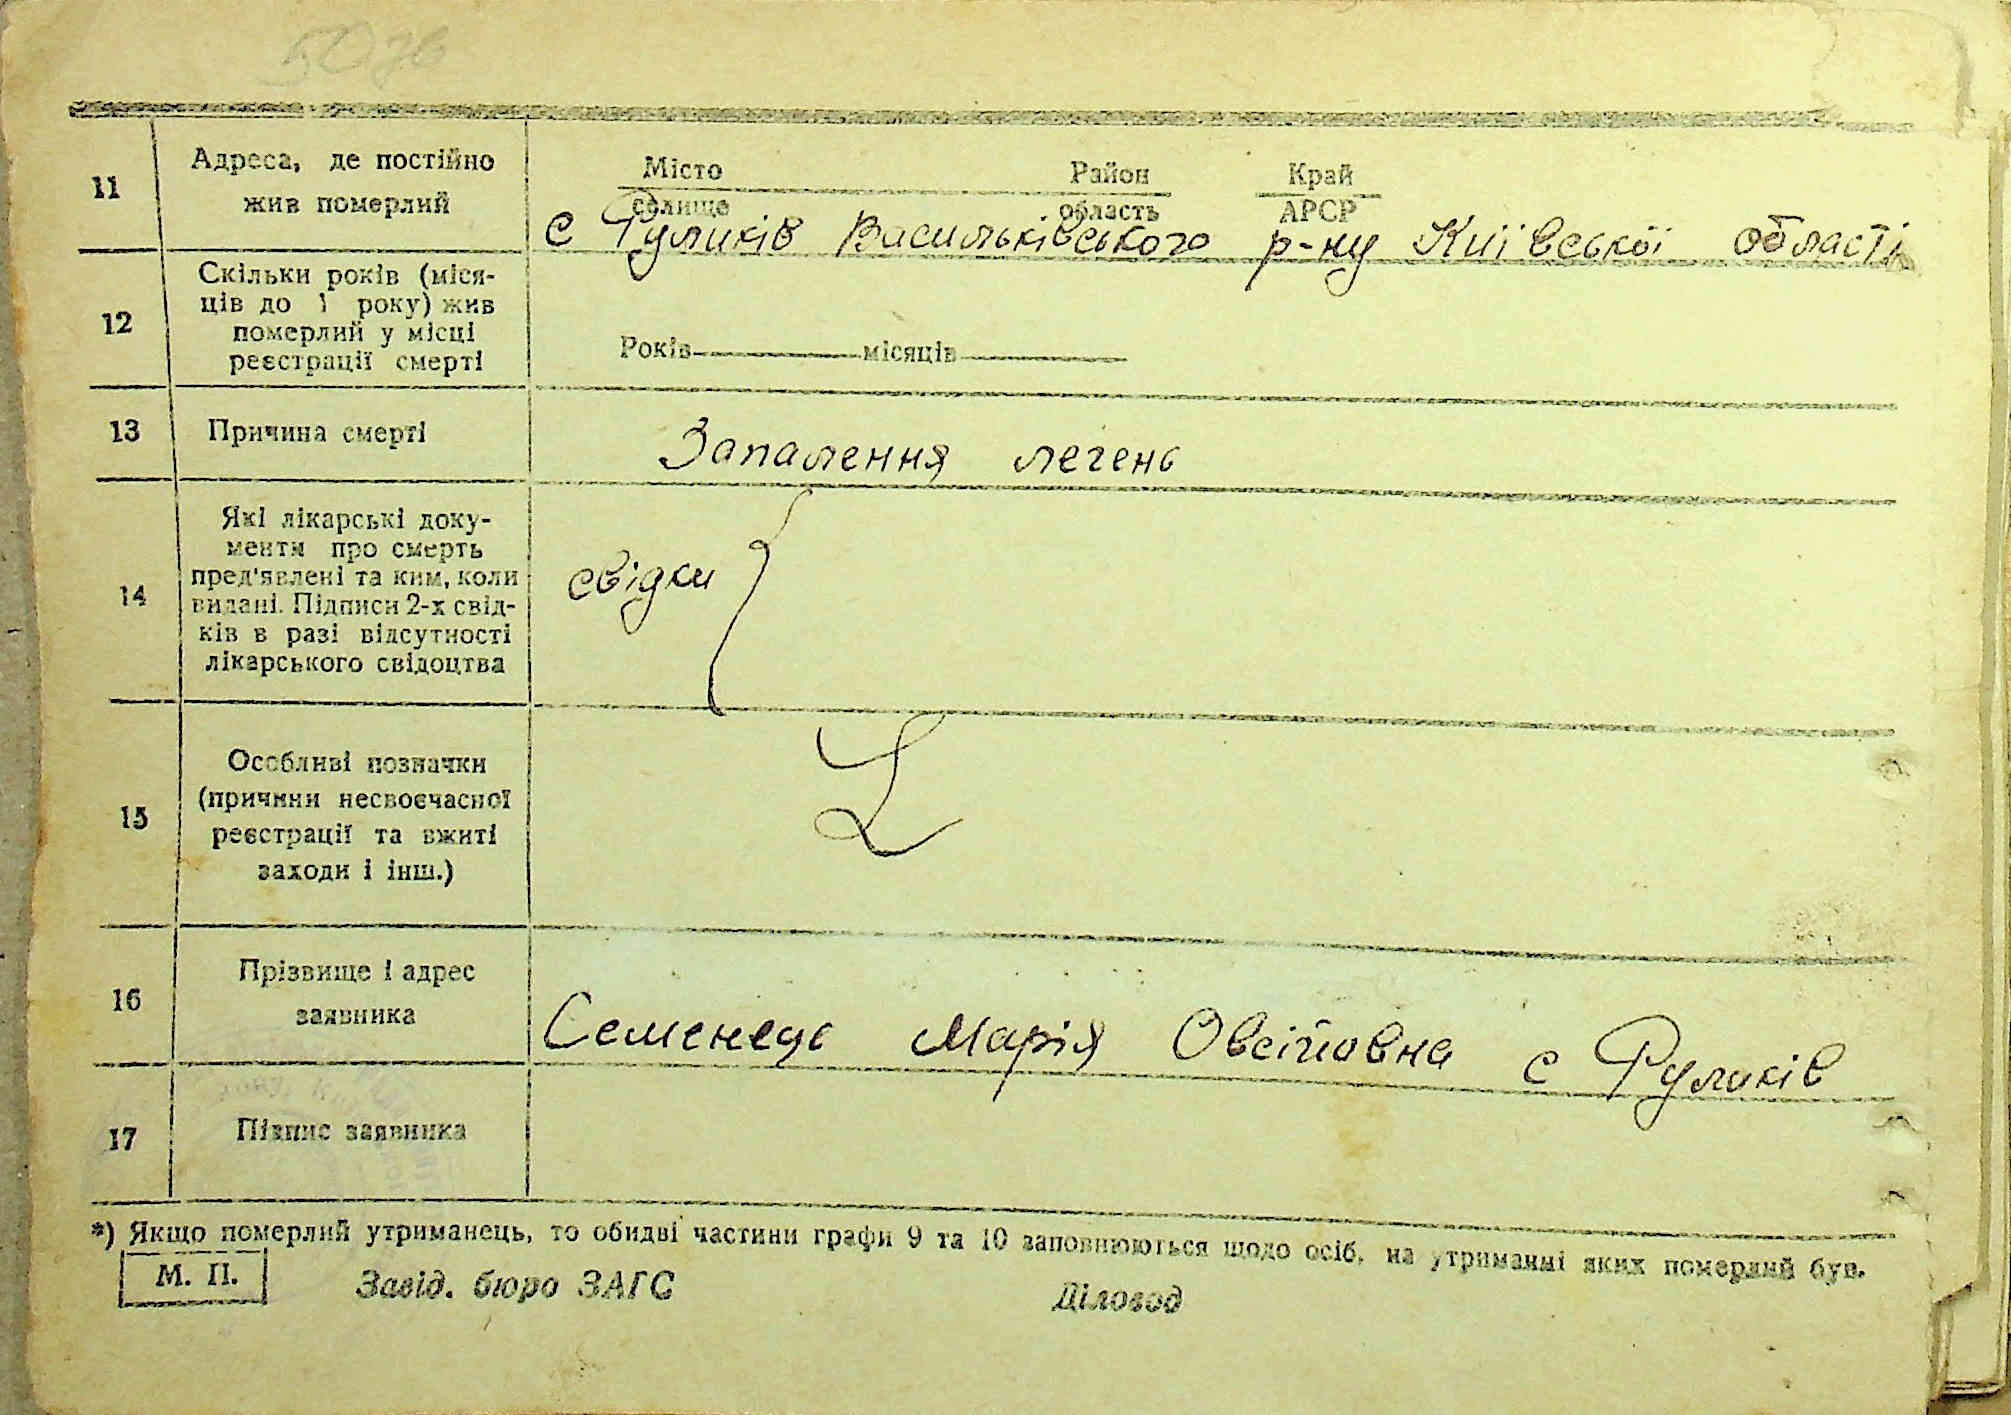 50 зв
11 Адреса, де постійно Місто Район Край
жив померлий селище область АРСР
с Руликів Васильківського р-ну Київської області
Скільки років (міся-
ців до 1 року) жив
12 померлий у місці Років місяців
реєстрації смерті
13 Причина смерті Запалення легень
Які лікарські доку-
менти про смерть
пред'явлені та ким, коли свідки
14 видані. Підписи 2-х свід-
ків в разі відсутності
лікарського свідоцтва
Особливі позначки
(причини несвоєчасної
15 реєстрації та вжиті
заходи і інш.)
Прізвище і адрес
16 заявника Семенець Марія Овсіївна с Руликів
17 Підпис заявника
*) Якщо померлий утриманець, то обидві частини графи 9 та 10 заповнюються щодо осіб, на утриманні яких померлий був.
М. П. Завід. бюро ЗАГС Діловод